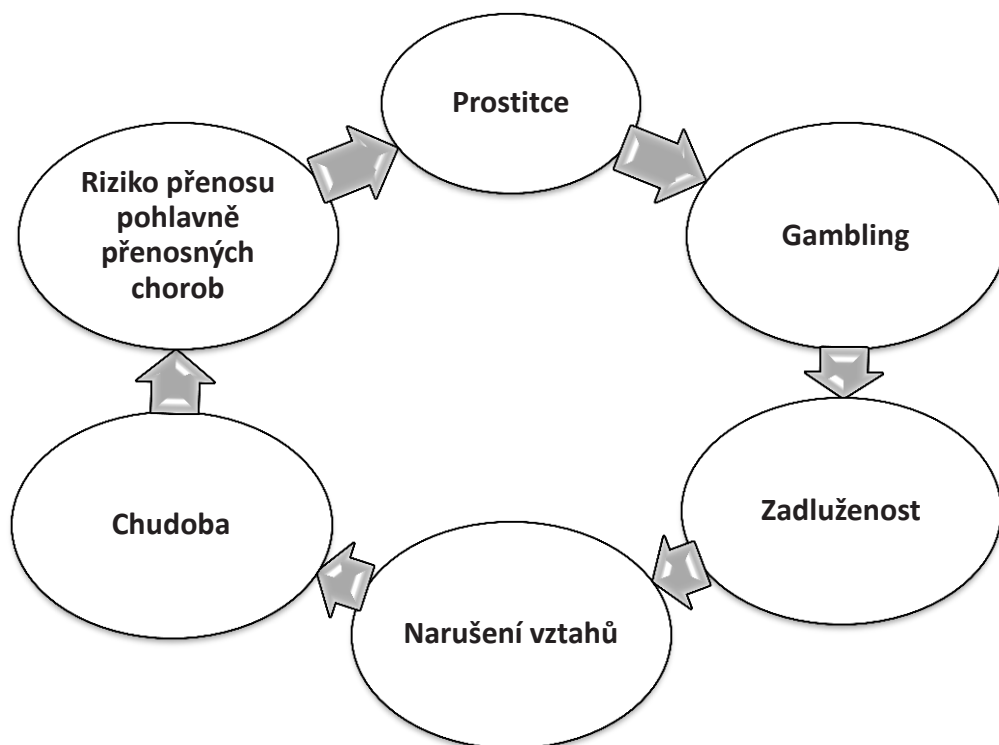 Prostitce
Gambling
Zadluženost
Narušení vztahů
Chudoba
Riziko přenosu
pohlavně
přenosných
chorob